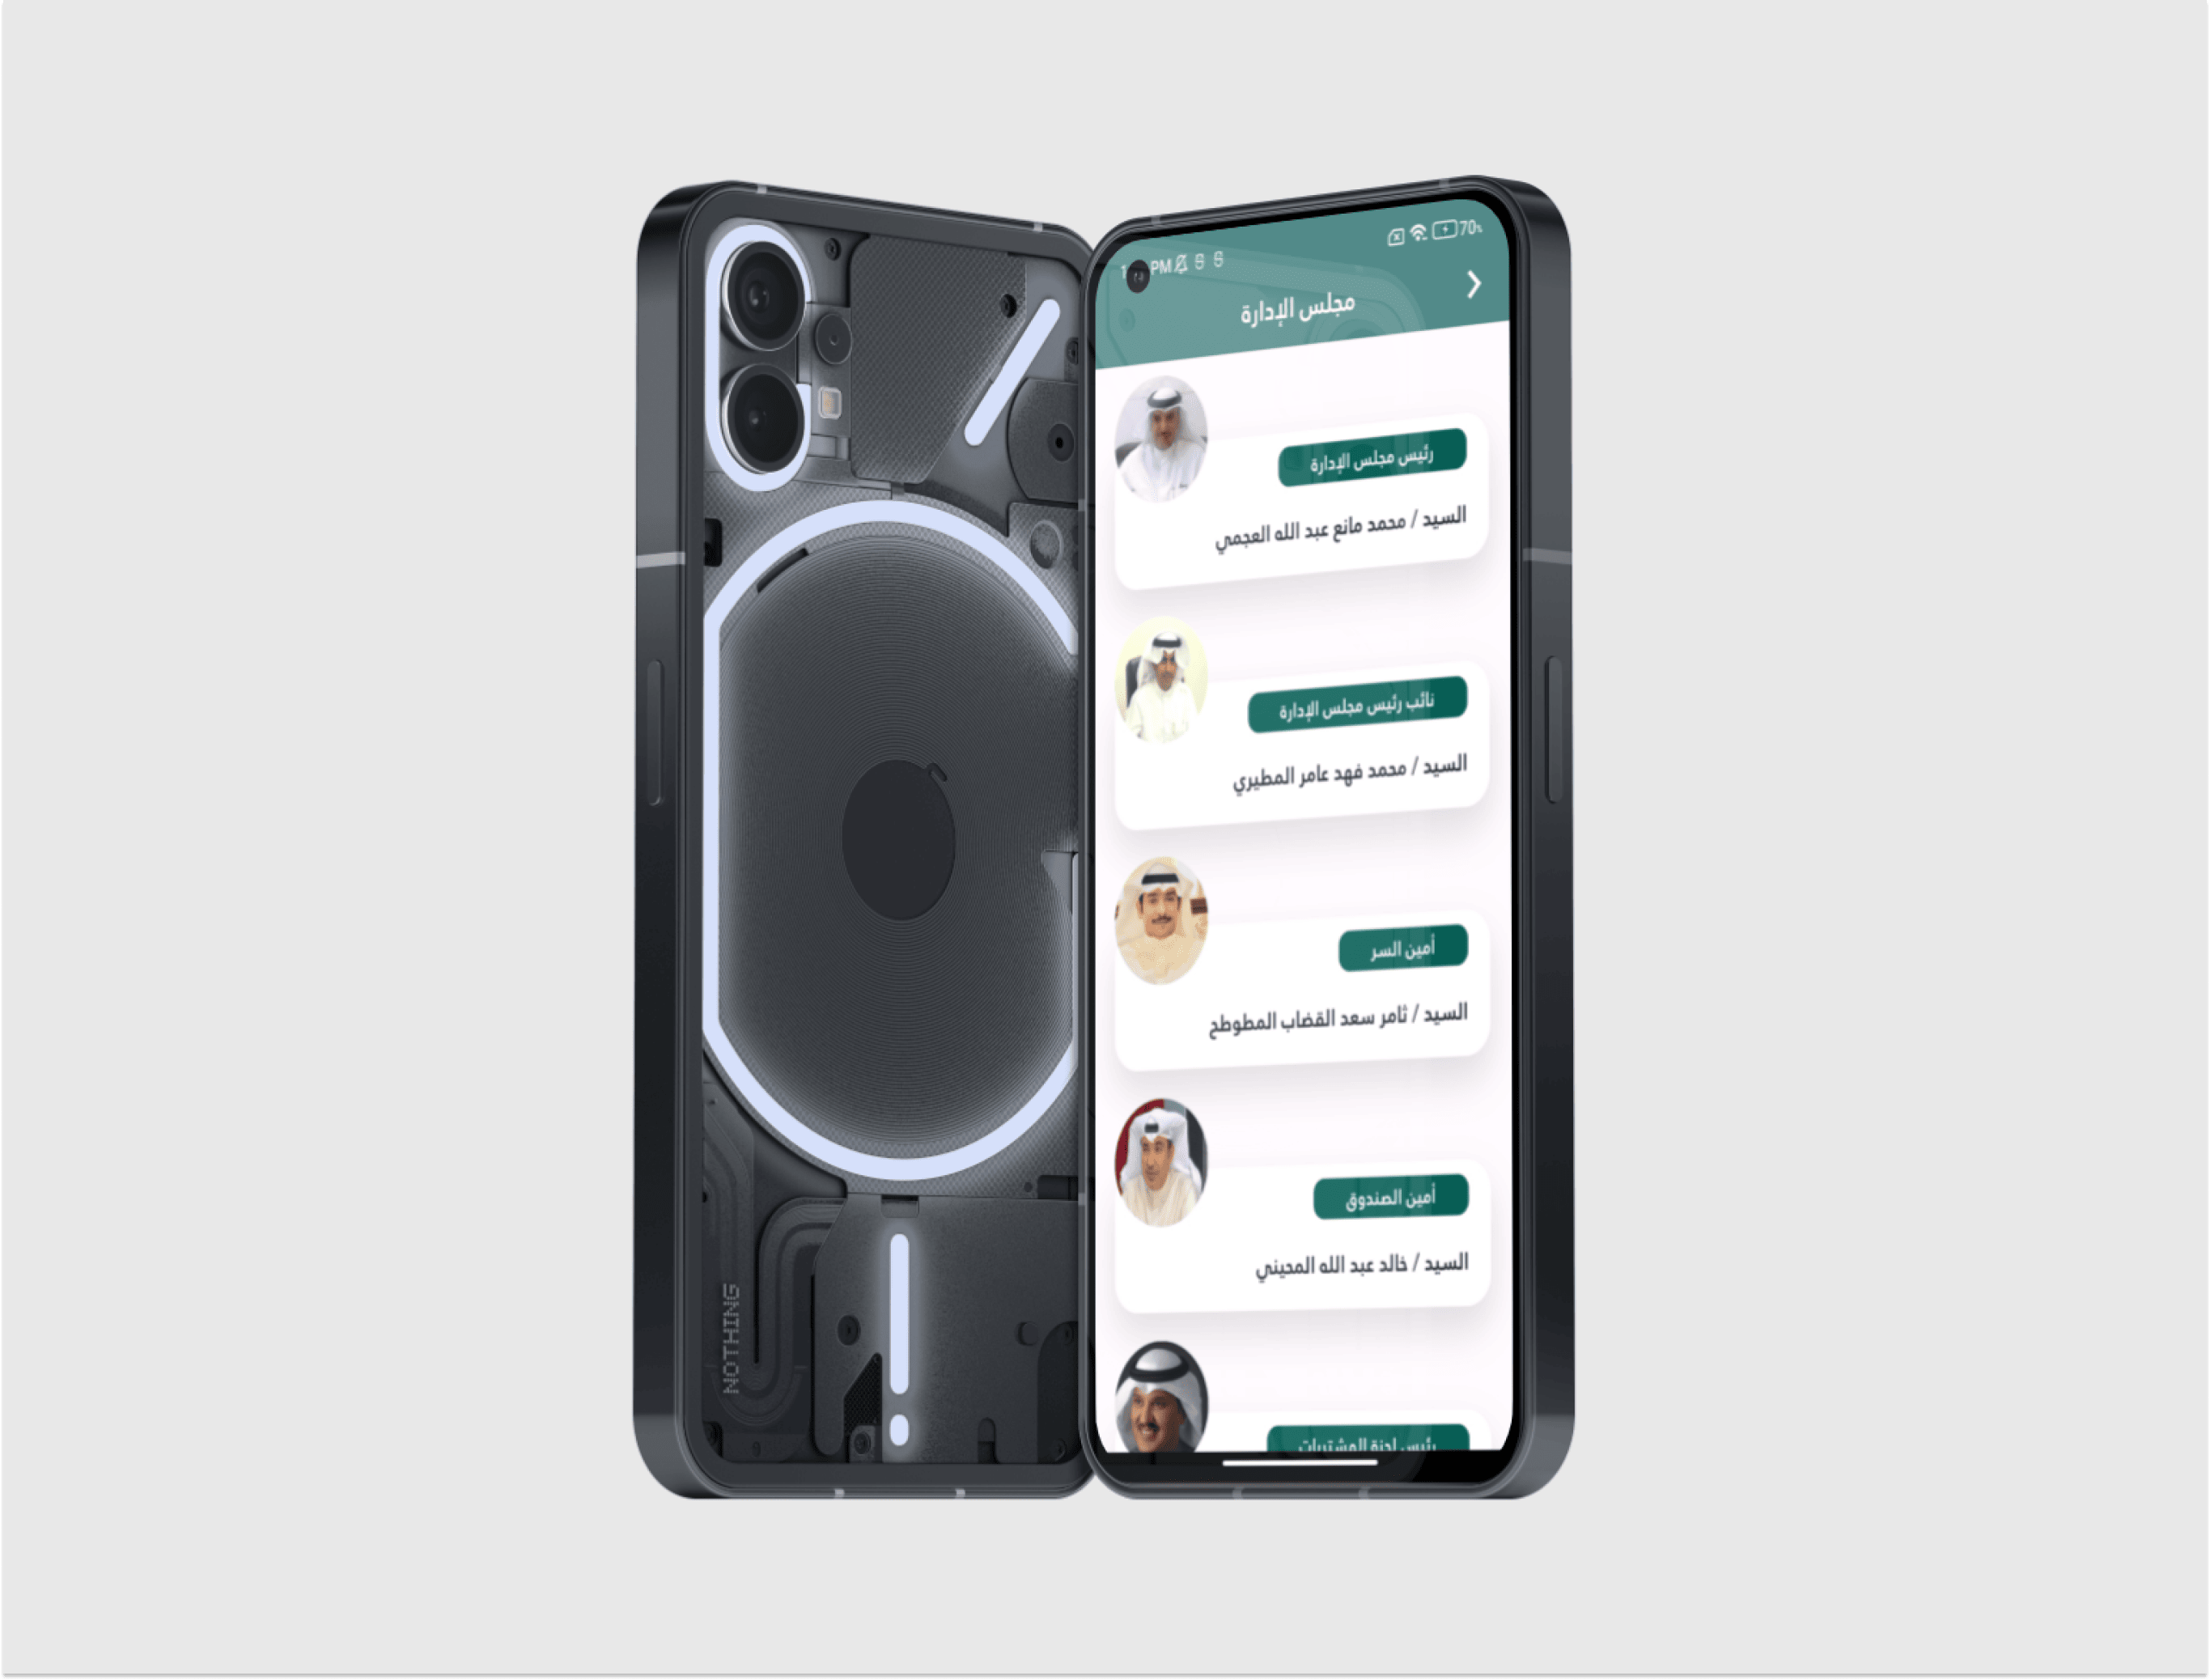 NOTHING
PM
70%
مجلس الإدارة
رئيس مجلس الإدارة
السيد / محمد مانع عبد الله العجمي
نائب رئيس مجلس الإدارة
السيد / محمد فهد عامر المطيري
أمين السر
السيد / ثامر سعد القضاب المطوطح
أمين الصندوق
السيد / خالد عبد الله المحيني
رئيس لجنة المشتريات